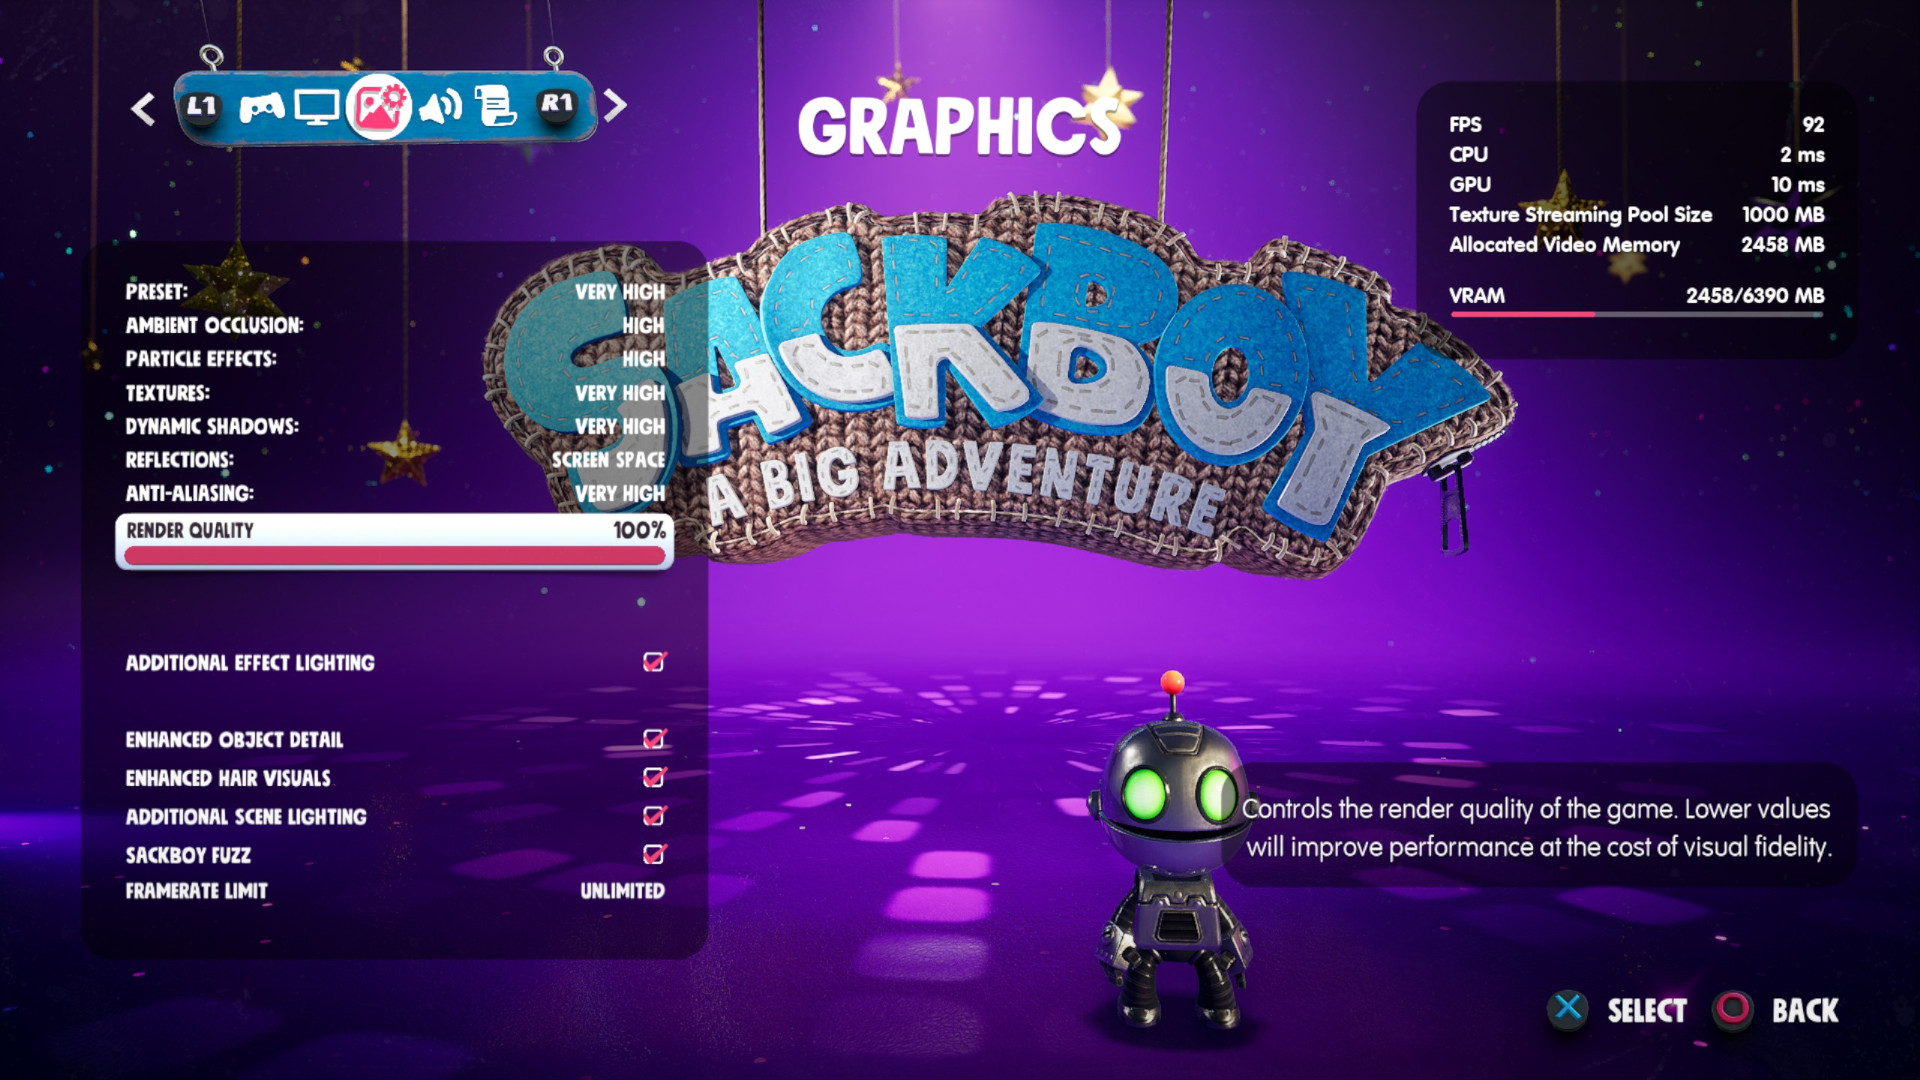 L1
R1
GRAPHICS
FPS 92
CPU 2 ms
GPU 10 ms
Texture Streaming Pool Size 1000 MB
Allocated Video Memory 2458 MB
VRAM 2458/6390 MB
PRESET: VERY HIGH
AMBIENT OCCLUSION: HIGH
PARTICLE EFFECTS: HIGH
TEXTURES: VERY HIGH
DYNAMIC SHADOWS: VERY HIGH
REFLECTIONS: SCREEN SPACE
ANTI-ALIASING: VERY HIGH
RENDER QUALITY 100%
ADDITIONAL EFFECT LIGHTING
ENHANCED OBJECT DETAIL
ENHANCED HAIR VISUALS
ADDITIONAL SCENE LIGHTING
SACKBOY FUZZ
FRAMERATE LIMIT UNLIMITED
SACKBOY
A BIG ADVENTURE
Controls the render quality of the game. Lower values
will improve performance at the cost of visual fidelity.
SELECT BACK